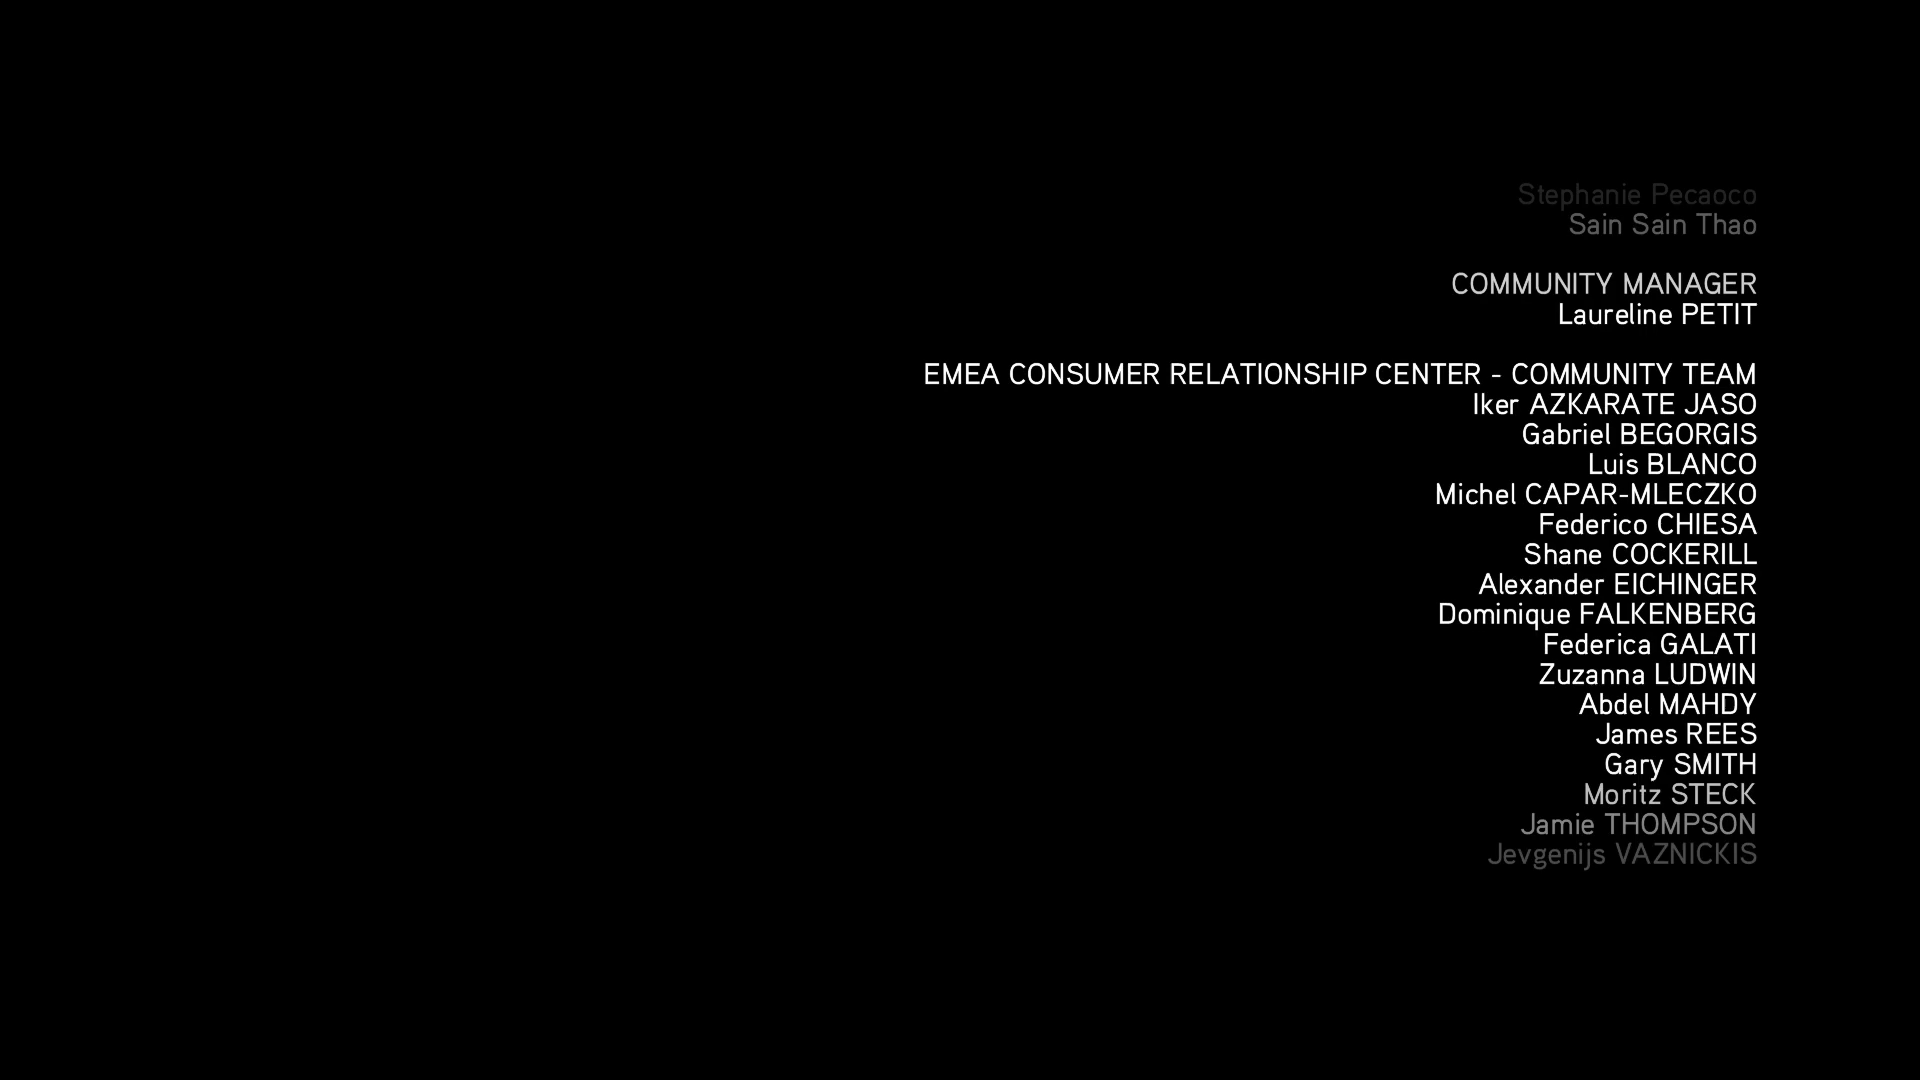 Stephanie Pecaoco
Sain Sain Thao
COMMUNITY MANAGER
Laureline PETIT
EMEA CONSUMER RELATIONSHIP CENTER - COMMUNITY TEAM
Iker AZKARATE JASO
Gabriel BEGORGIS
Luis BLANCO
Michel CAPAR-MLECZKO
Federico CHIESA
Shane COCKERILL
Alexander EICHINGER
Dominique FALKENBERG
Federica GALATI
Zuzanna LUDWIN
Abdel MAHDY
James REES
Gary SMITH
Moritz STECK
Jamie THOMPSON
Jevgenijs VAZNICKIS